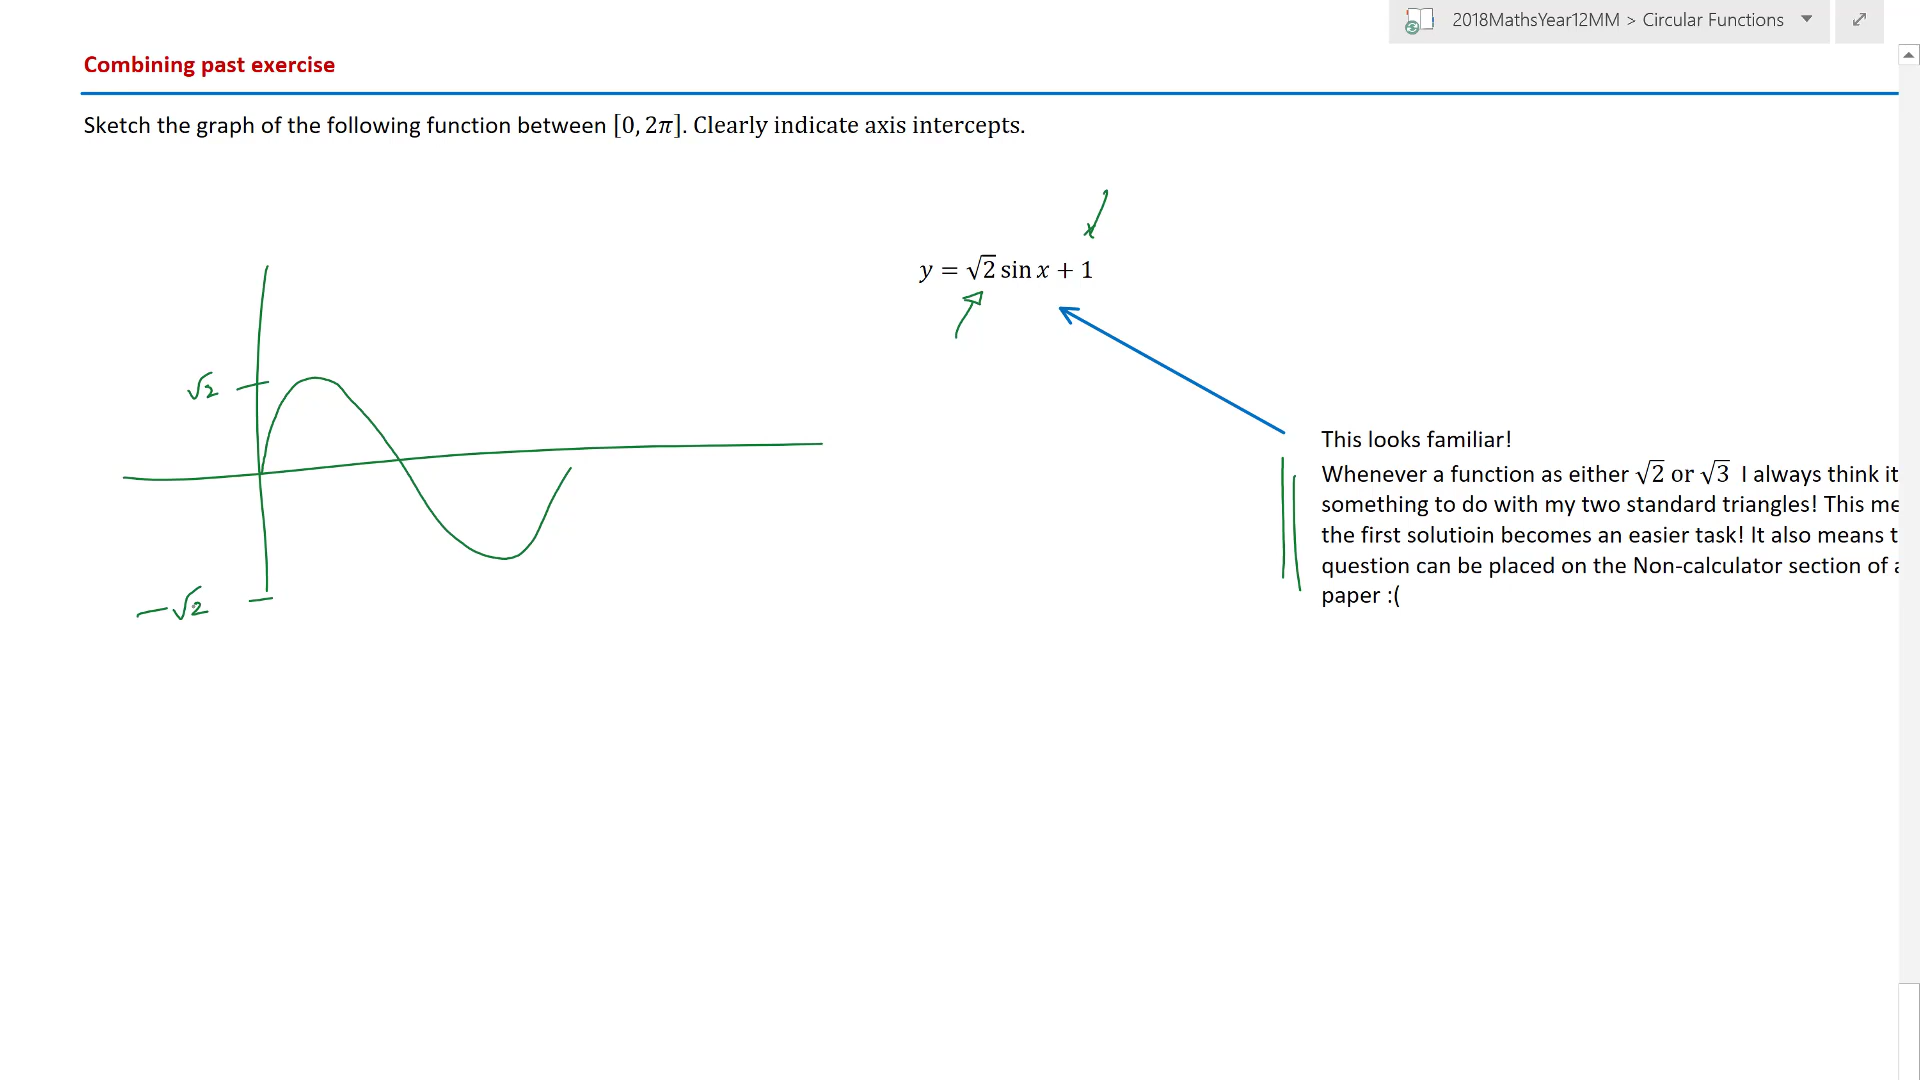 2018MathsYear12MM > Circular Functions
Combining past exercise
Sketch the graph of the following function between [0, 2π]. Clearly indicate axis intercepts.
y = √2 sin x + 1
√2
−√2
This looks familiar!
Whenever a function as either √2 or √3 I always think it
something to do with my two standard triangles! This me
the first solutioin becomes an easier task! It also means t
question can be placed on the Non-calculator section of a
paper :(